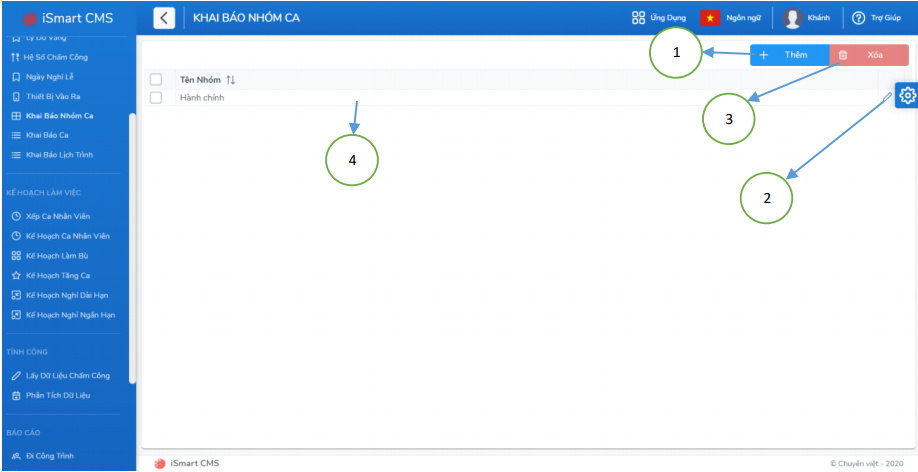 iSmart CMS
KHAI BÁO NHÓM CA
Ứng Dụng
Ngôn ngữ
Khánh
Trợ Giúp
Lý Do Vắng
Hệ Số Chấm Công
Ngày Nghỉ Lễ
Thiết Bị Vào Ra
Khai Báo Nhóm Ca
Khai Báo Ca
Khai Báo Lịch Trình
KẾ HOẠCH LÀM VIỆC
Xếp Ca Nhân Viên
Kế Hoạch Ca Nhân Viên
Kế Hoạch Làm Bù
Kế Hoạch Tăng Ca
Kế Hoạch Nghỉ Dài Hạn
Kế Hoạch Nghỉ Ngắn Hạn
TÍNH CÔNG
Lấy Dữ Liệu Chấm Công
Phân Tích Dữ Liệu
BÁO CÁO
Đi Công Trình
1
Thêm
Xóa
Tên Nhóm
Hành chính
3
4
2
iSmart CMS
© Chuyên việt - 2020